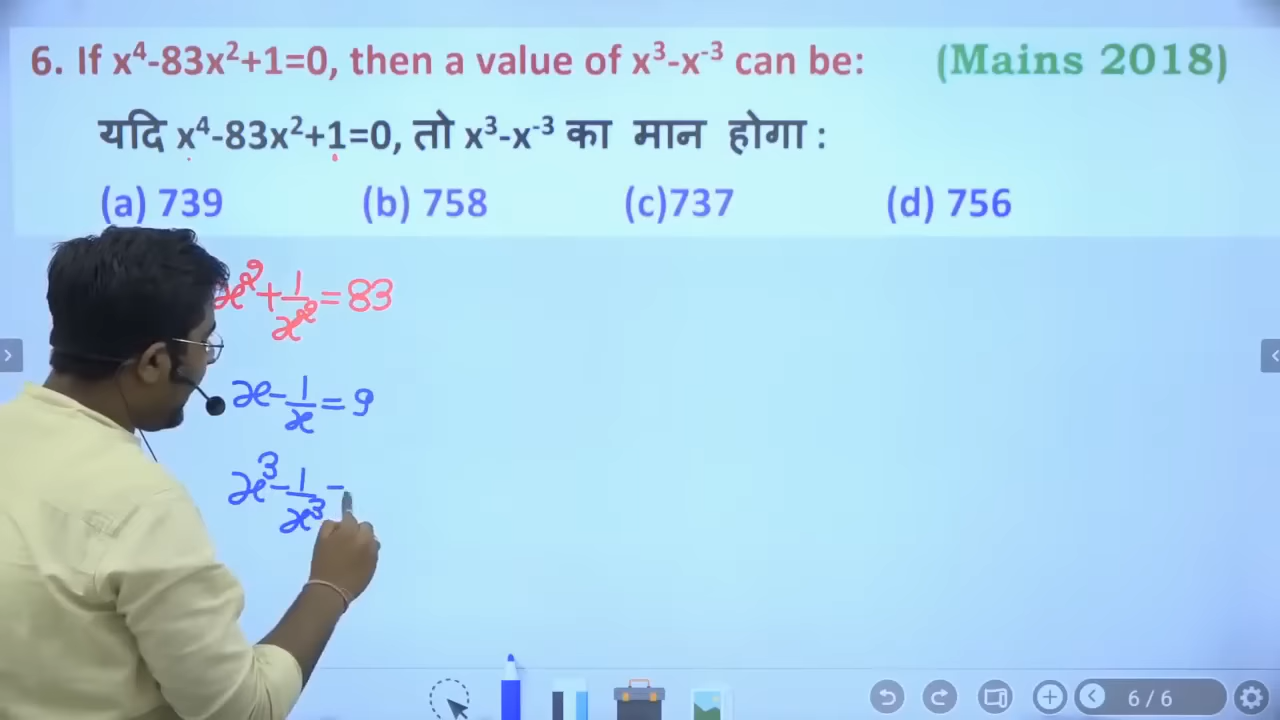 6. If x⁴-83x²+1=0, then a value of x³-x⁻³ can be: (Mains 2018)
यदि x⁴-83x²+1=0, तो x³-x⁻³ का मान होगा :
(a) 739 (b) 758 (c)737 (d) 756
x²+1/x²=83
x-1/x=9
x³-1/x³-
6 / 6